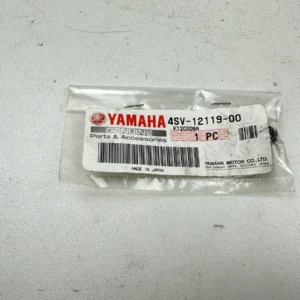 YAMAHA
GENUINE
Parts & Accessories
4SV-12119-00
1 PC
YAMAHA MOTOR CO., LTD.
MADE IN JAPAN